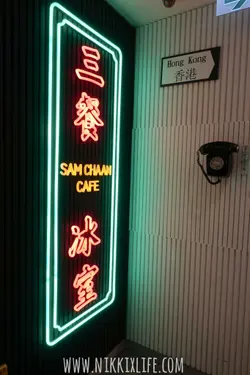 三餐
SAM CHAAN
CAFE
冰室
Hong Kong
香港
WWW.NIKKIXLIFE.COM